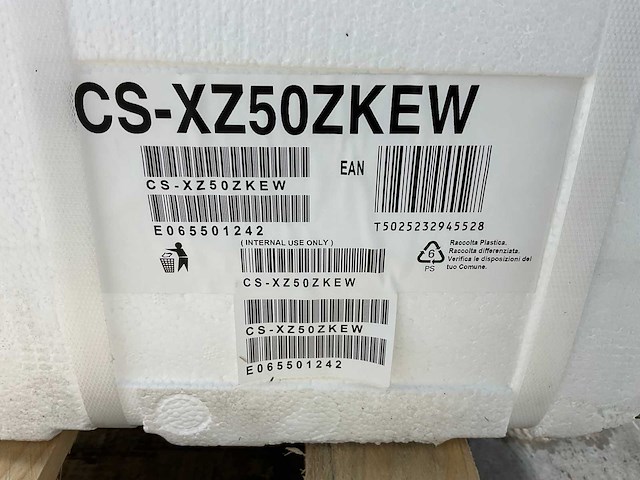 CS-XZ50ZKEW
CS-XZ50ZKEW
E065501242
EAN
T5025232945528
(INTERNAL USE ONLY)
CS-XZ50ZKEW
6
PS
Raccolta Plastica.
Raccolta differenziata.
Verifica le disposizioni del
tuo Comune.
CS-XZ50ZKEW
E065501242